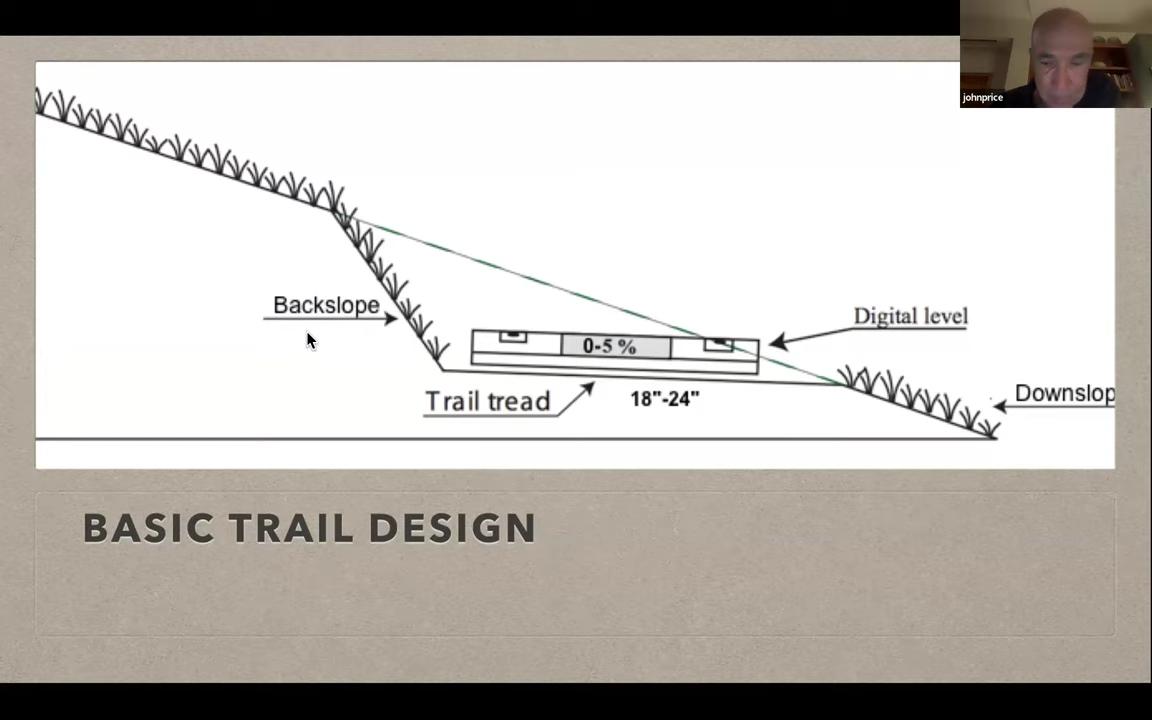 johnprice
Backslope
Digital level
0-5 %
Trail tread
18"-24"
Downslop
BASIC TRAIL DESIGN